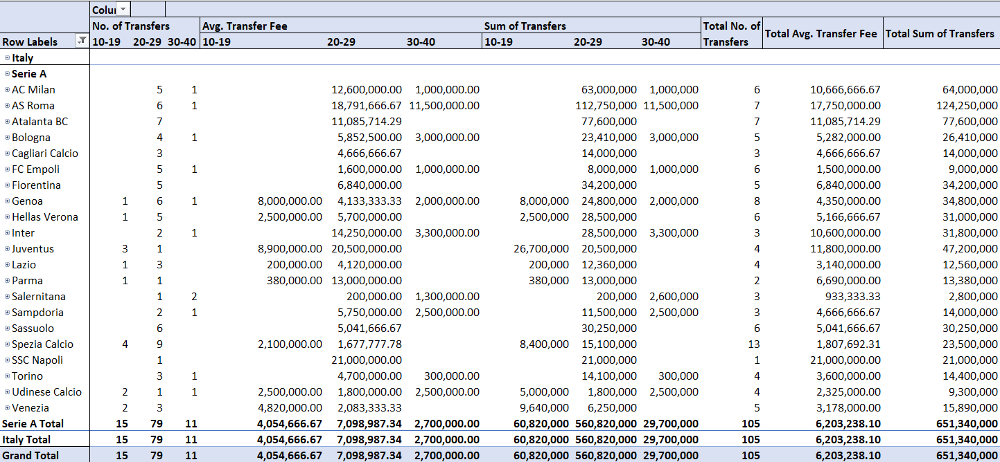 Colu
No. of Transfers Avg. Transfer Fee Sum of Transfers Total No. of Transfers Total Avg. Transfer Fee Total Sum of Transfers
Row Labels 10-19 20-29 30-40 10-19 20-29 30-40 10-19 20-29 30-40
Italy
Serie A
AC Milan 5 1 12,600,000.00 1,000,000.00 63,000,000 1,000,000 6 10,666,666.67 64,000,000
AS Roma 6 1 18,791,666.67 11,500,000.00 112,750,000 11,500,000 7 17,750,000.00 124,250,000
Atalanta BC 7 11,085,714.29 77,600,000 7 11,085,714.29 77,600,000
Bologna 4 1 5,852,500.00 3,000,000.00 23,410,000 3,000,000 5 5,282,000.00 26,410,000
Cagliari Calcio 3 4,666,666.67 14,000,000 3 4,666,666.67 14,000,000
FC Empoli 5 1 1,600,000.00 1,000,000.00 8,000,000 1,000,000 6 1,500,000.00 9,000,000
Fiorentina 5 6,840,000.00 34,200,000 5 6,840,000.00 34,200,000
Genoa 1 6 1 8,000,000.00 4,133,333.33 2,000,000.00 8,000,000 24,800,000 2,000,000 8 4,350,000.00 34,800,000
Hellas Verona 1 5 2,500,000.00 5,700,000.00 2,500,000 28,500,000 6 5,166,666.67 31,000,000
Inter 2 1 14,250,000.00 3,300,000.00 28,500,000 3,300,000 3 10,600,000.00 31,800,000
Juventus 3 1 8,900,000.00 20,500,000.00 26,700,000 20,500,000 4 11,800,000.00 47,200,000
Lazio 1 3 200,000.00 4,120,000.00 200,000 12,360,000 4 3,140,000.00 12,560,000
Parma 1 1 380,000.00 13,000,000.00 380,000 13,000,000 2 6,690,000.00 13,380,000
Salernitana 1 2 200,000.00 1,300,000.00 200,000 2,600,000 3 933,333.33 2,800,000
Sampdoria 2 1 5,750,000.00 2,500,000.00 11,500,000 2,500,000 3 4,666,666.67 14,000,000
Sassuolo 6 5,041,666.67 30,250,000 6 5,041,666.67 30,250,000
Spezia Calcio 4 9 2,100,000.00 1,677,777.78 8,400,000 15,100,000 13 1,807,692.31 23,500,000
SSC Napoli 1 21,000,000.00 21,000,000 1 21,000,000.00 21,000,000
Torino 3 1 4,700,000.00 300,000.00 14,100,000 300,000 4 3,600,000.00 14,400,000
Udinese Calcio 2 1 1 2,500,000.00 1,800,000.00 2,500,000.00 5,000,000 1,800,000 2,500,000 4 2,325,000.00 9,300,000
Venezia 2 3 4,820,000.00 2,083,333.33 9,640,000 6,250,000 5 3,178,000.00 15,890,000
Serie A Total 15 79 11 4,054,666.67 7,098,987.34 2,700,000.00 60,820,000 560,820,000 29,700,000 105 6,203,238.10 651,340,000
Italy Total 15 79 11 4,054,666.67 7,098,987.34 2,700,000.00 60,820,000 560,820,000 29,700,000 105 6,203,238.10 651,340,000
Grand Total 15 79 11 4,054,666.67 7,098,987.34 2,700,000.00 60,820,000 560,820,000 29,700,000 105 6,203,238.10 651,340,000